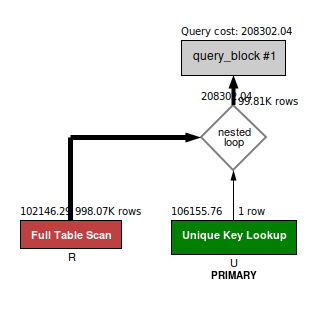 Query cost: 208302.04
query_block #1
208302.04
99.81K rows
nested
loop
102146.29 998.07K rows
106155.76 1 row
Full Table Scan
Unique Key Lookup
R
U
PRIMARY